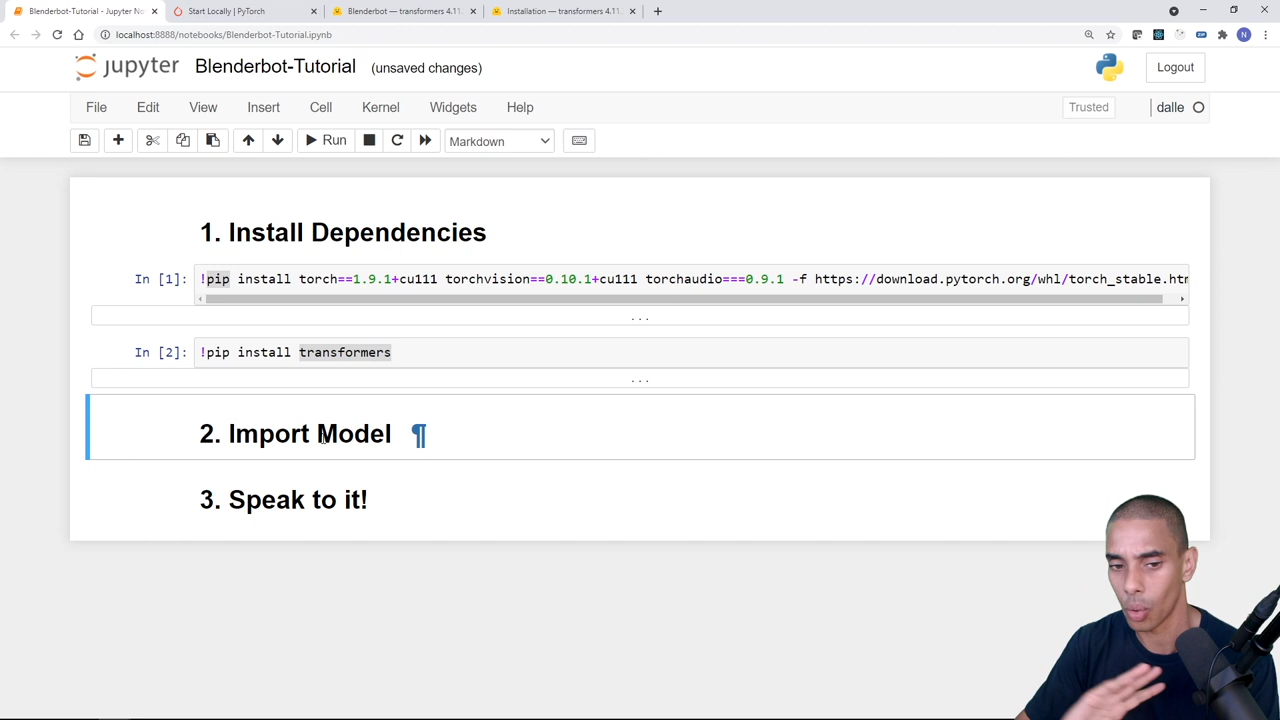 Blenderbot-Tutorial - Jupyter No
Start Locally | PyTorch
Blenderbot — transformers 4.11.
Installation — transformers 4.11.
localhost:8888/notebooks/Blenderbot-Tutorial.ipynb
N
jupyter Blenderbot-Tutorial (unsaved changes)
Logout
File Edit View Insert Cell Kernel Widgets Help
Trusted
dalle
Run
Markdown
1. Install Dependencies
In [1]: !pip install torch==1.9.1+cu111 torchvision==0.10.1+cu111 torchaudio===0.9.1 -f https://download.pytorch.org/whl/torch_stable.htm
...
In [2]: !pip install transformers
...
2. Import Model ¶
3. Speak to it!